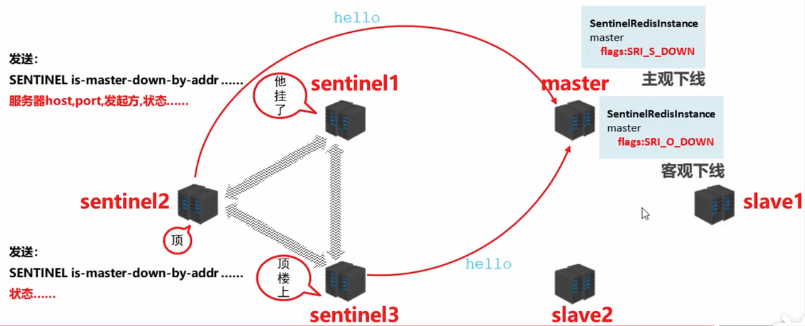 hello
SentinelRedisInstance
master
flags:SRI_S_DOWN
主观下线
发送：
SENTINEL is-master-down-by-addr ……
服务器host,port,发起方,状态……
他挂了
sentinel1
master
SentinelRedisInstance
master
flags:SRI_O_DOWN
客观下线
sentinel2
slave1
顶
发送：
SENTINEL is-master-down-by-addr ……
状态……
顶楼上
hello
sentinel3
slave2